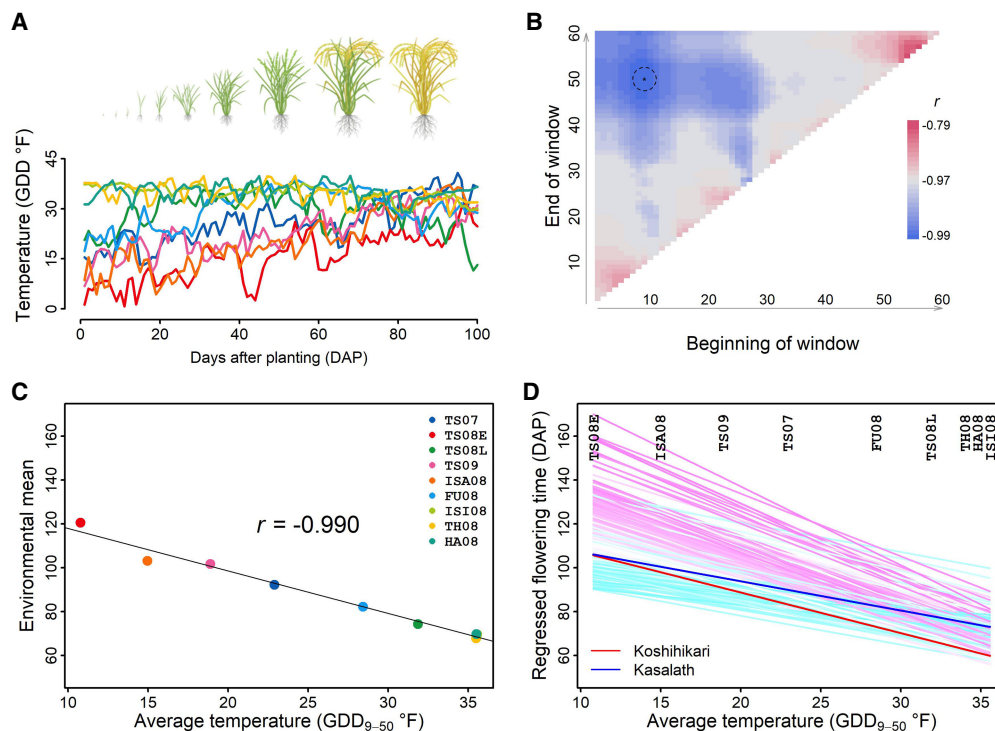 A
Temperature (GDD °F)
45
30
15
0
0 20 40 60 80 100
Days after planting (DAP)
B
End of window
60
50
40
30
20
10
r
-0.79
-0.97
-0.99
10 20 30 40 50 60
Beginning of window
C
Environmental mean
160
140
120
100
80
60
r = -0.990
TS07
TS08E
TS08L
TS09
ISA08
FU08
ISI08
TH08
HA08
10 15 20 25 30 35
Average temperature (GDD9–50 °F)
D
Regressed flowering time (DAP)
160
140
120
100
80
60
TS08E
ISA08
TS09
TS07
FU08
TS08L
TH08
HA08
ISI08
Koshihikari
Kasalath
10 15 20 25 30 35
Average temperature (GDD9–50 °F)